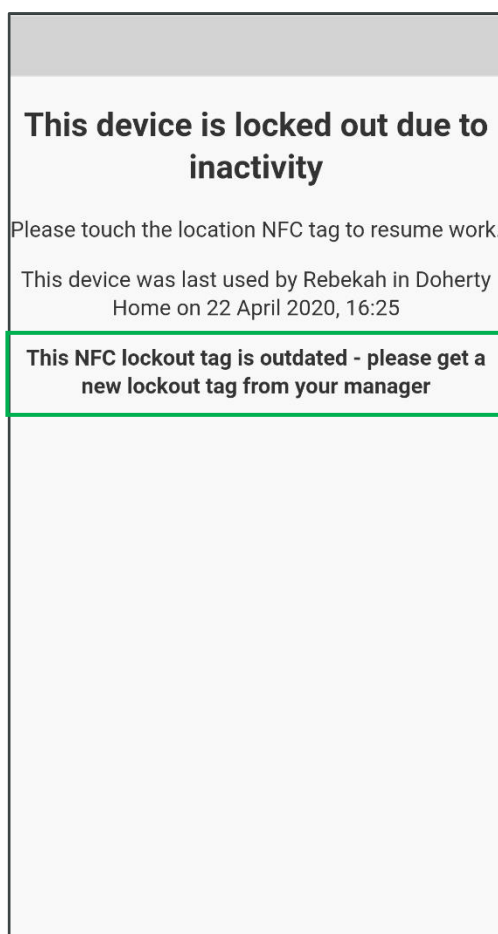 This device is locked out due to
inactivity
Please touch the location NFC tag to resume work.
This device was last used by Rebekah in Doherty
Home on 22 April 2020, 16:25
This NFC lockout tag is outdated - please get a
new lockout tag from your manager